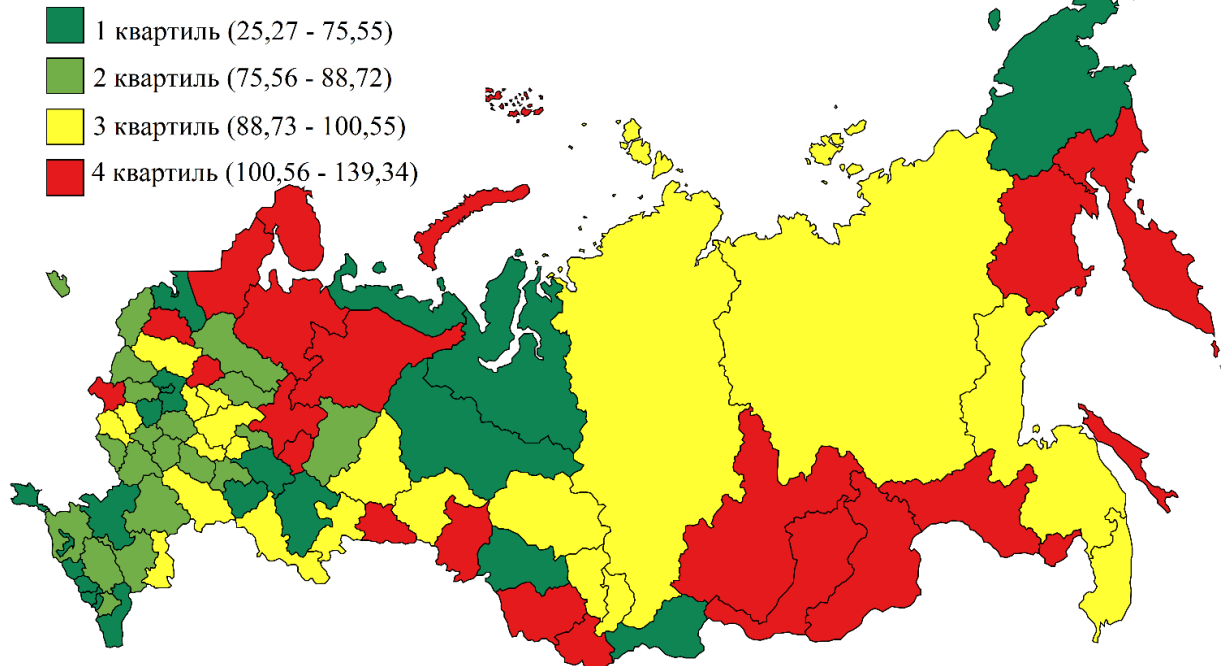 1 квартиль (25,27 - 75,55)
2 квартиль (75,56 - 88,72)
3 квартиль (88,73 - 100,55)
4 квартиль (100,56 - 139,34)